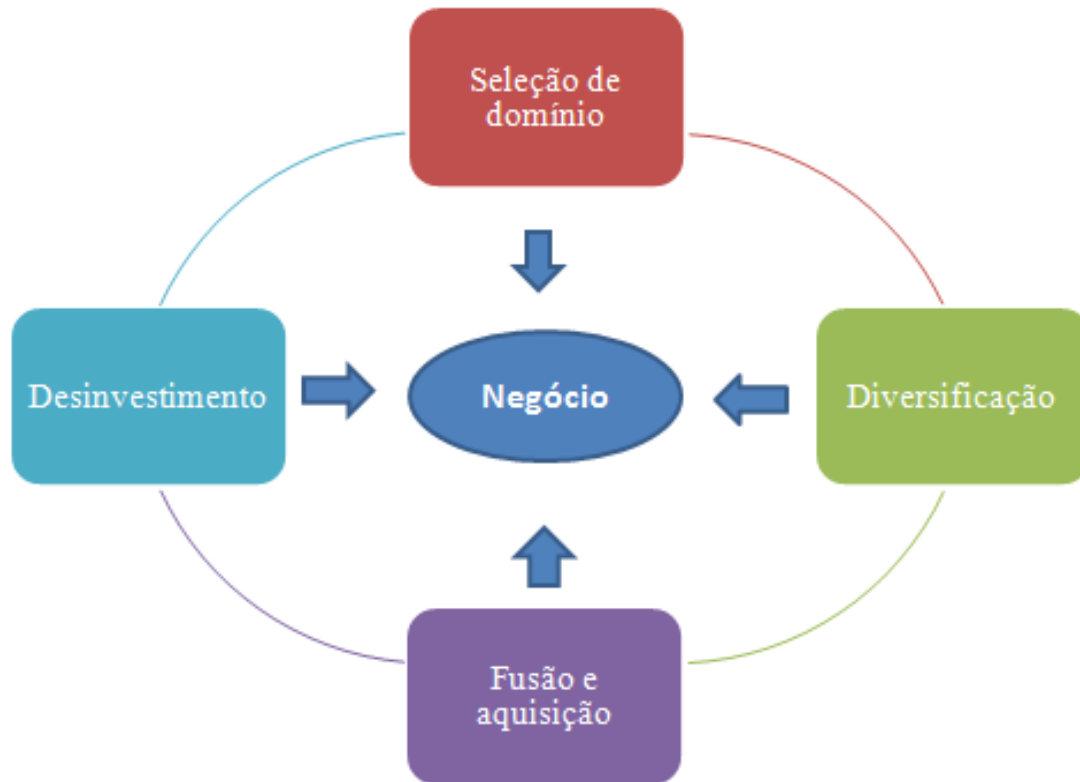 Seleção de
domínio
Desinvestimento
Negócio
Diversificação
Fusão e
aquisição